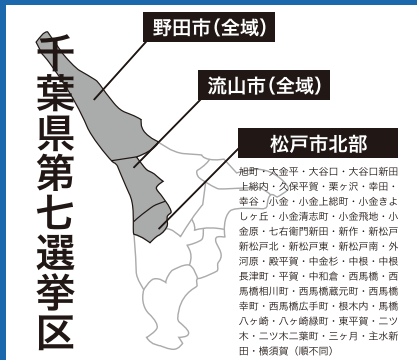 千葉県第七選挙区
野田市（全域）
流山市（全域）
松戸市北部
旭町・大金平・大谷口・大谷口新田
上総内・久保平賀・栗ヶ沢・幸田・
幸谷・小金・小金上総町・小金きよ
しヶ丘・小金清志町・小金飛地・小
金原・七右衛門新田・新作・新松戸
新松戸北・新松戸東・新松戸南・外
河原・殿平賀・中金杉・中根・中根
長津町・平賀・中和倉・西馬橋・西
馬橋相川町・西馬橋蔵元町・西馬橋
幸町・西馬橋広手町・根木内・馬橋
八ヶ崎・八ヶ崎緑町・東平賀・二ツ
木・二ツ木二葉町・三ヶ月・主水新
田・横須賀（順不同）